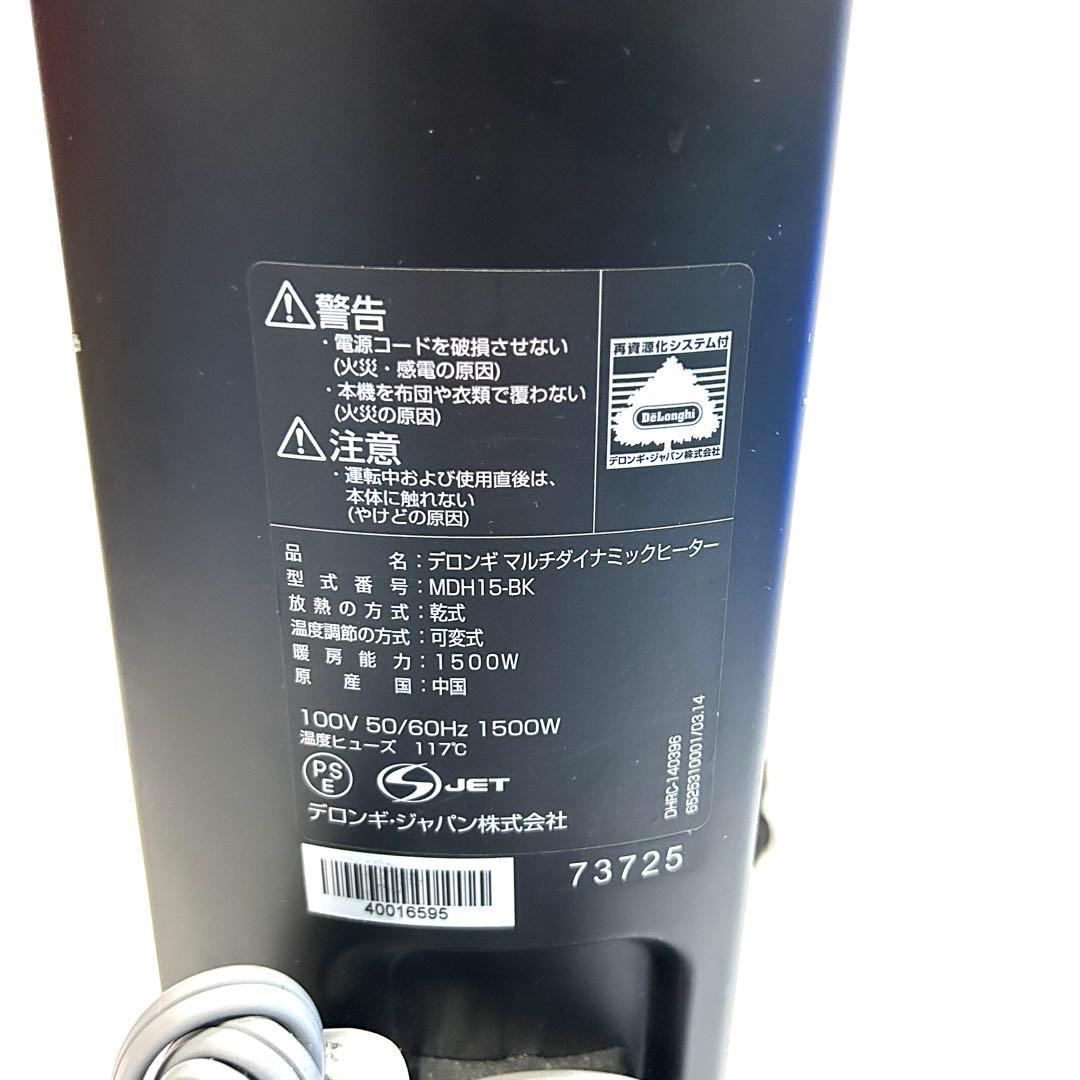 警告
・電源コードを破損させない
(火災・感電の原因)
・本機を布団や衣類で覆わない
(火災の原因)
注意
・運転中および使用直後は、
本体に触れない
(やけどの原因)
再資源化システム付
DeLonghi
デロンギ・ジャパン株式会社
品名：デロンギ マルチダイナミックヒーター
型式番号：MDH15-BK
放熱の方式：乾式
温度調節の方式：可変式
暖房能力：1500W
原産国：中国
100V 50/60Hz 1500W
温度ヒューズ 117℃
PSE
S JET
デロンギ・ジャパン株式会社
DHRC-140396
6525310001/03.14
40016595
73725